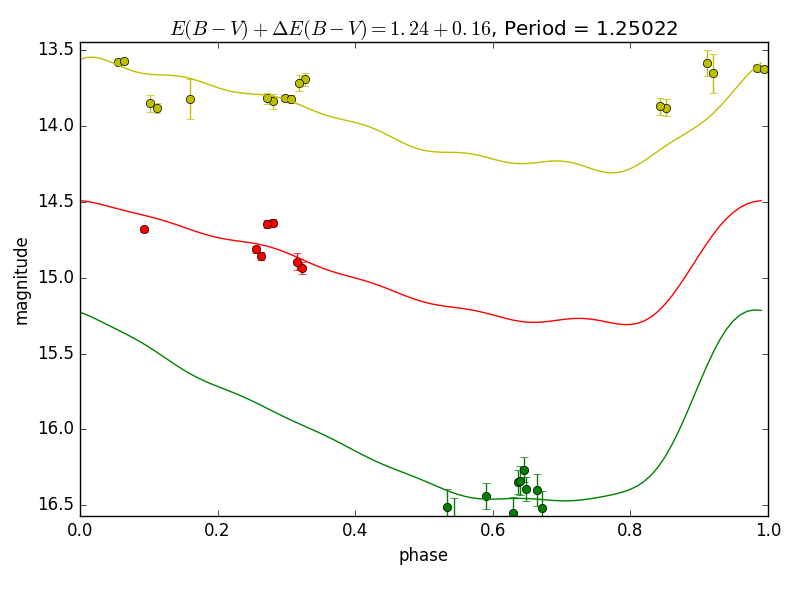 E(B − V) + ΔE(B − V) = 1.24 + 0.16, Period = 1.25022
13.5
14.0
14.5
15.0
15.5
16.0
16.5
magnitude
0.0 0.2 0.4 0.6 0.8 1.0
phase